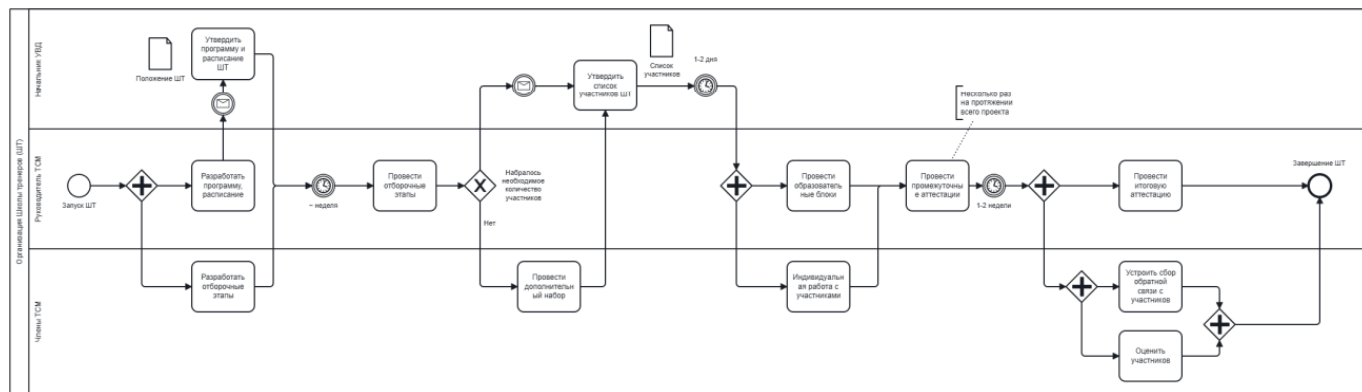 Организация Школы тренеров (ШТ)
Начальник УВД
Руководитель ТСМ
Члены ТСМ
Положение ШТ
Утвердить
программу и
расписание
ШТ
Утвердить
список
участников ШТ
Список
участников
1-2 дня
Несколько раз
на протяжении
всего проекта
Запуск ШТ
Разработать
программу,
расписание
~ неделя
Провести
отборочные
этапы
Набралось
необходимое
количество
участников
Нет
Провести
образователь
ные блоки
Провести
промежуточны
е аттестации
1-2 недели
Провести
итоговую
аттестацию
Завершение ШТ
Разработать
отборочные
этапы
Провести
дополнительн
ый набор
Индивидуальн
ая работа с
участниками
Устроить сбор
обратной
связи с
участников
Оценить
участников